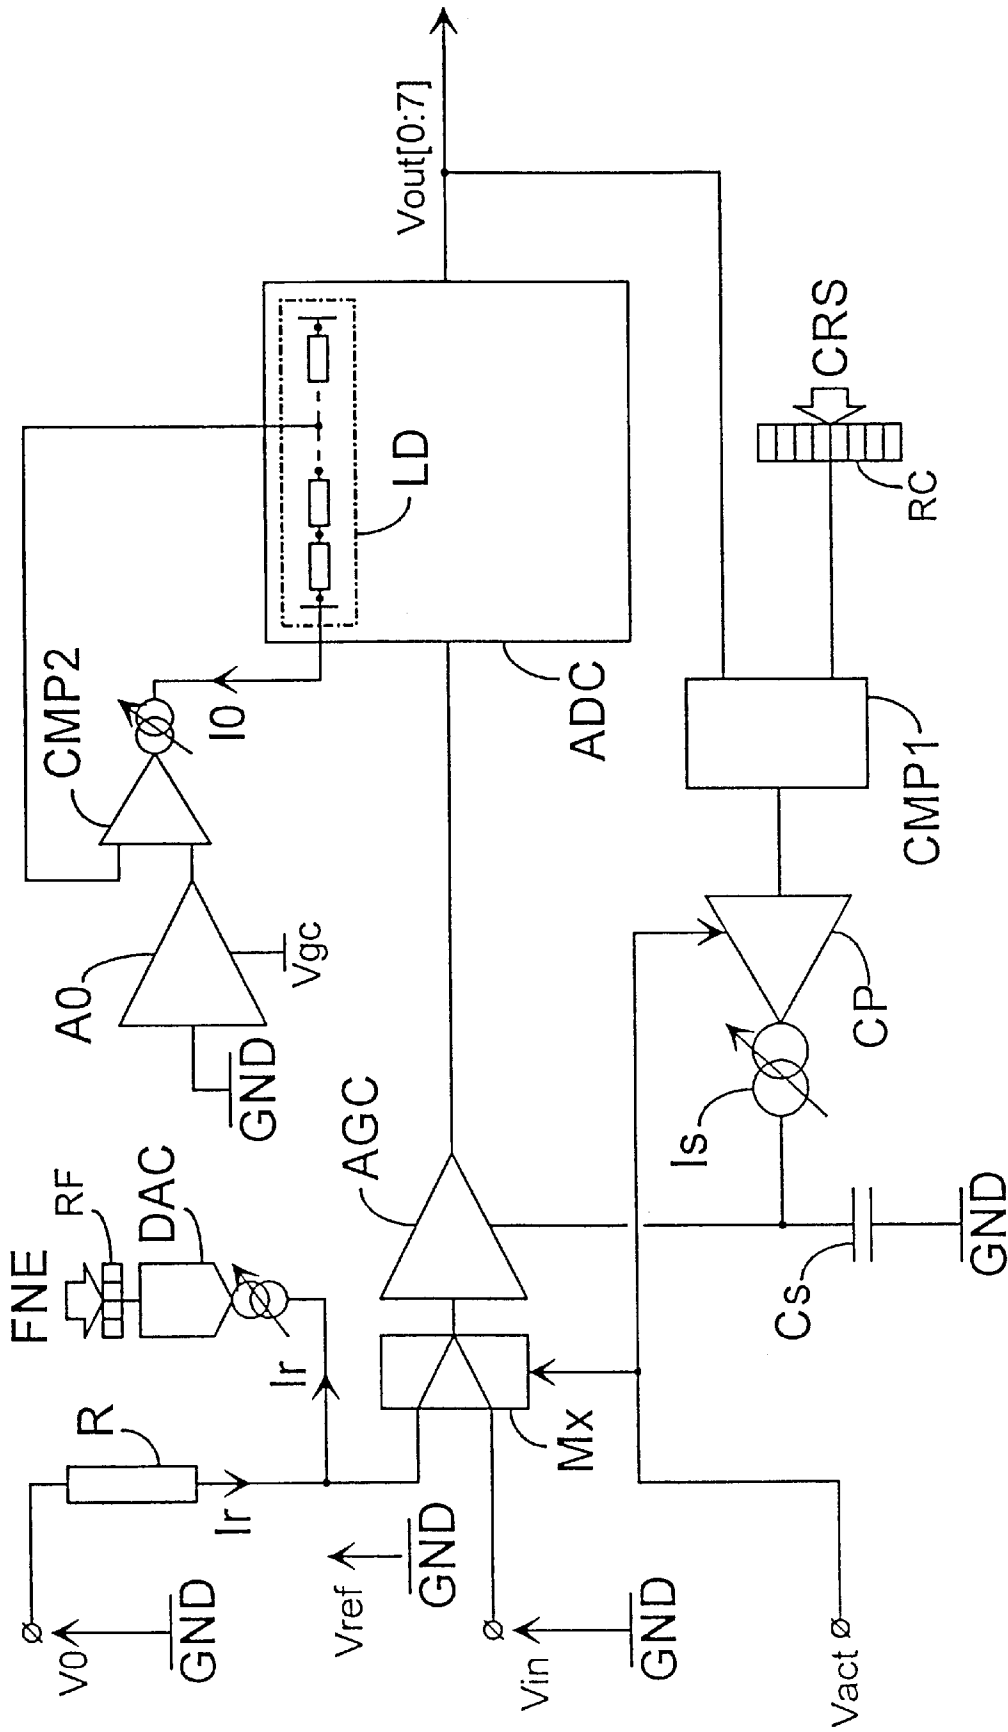 V0
GND
R
Ir
Ir
FNE
RF
DAC
Vref
GND
Vin
GND
Mx
AGC
A0
GND
Vgc
CMP2
I0
LD
ADC
Vout[0:7]
CRS
RC
CMP1
CP
Is
Cs
GND
Vact